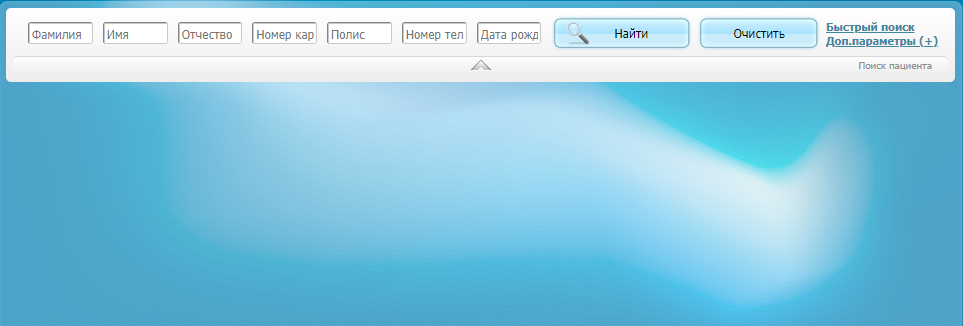 Фамилия Имя Отчество Номер кар Полис Номер тел Дата рожд Найти Очистить Быстрый поиск
Доп.параметры (+)
Поиск пациента